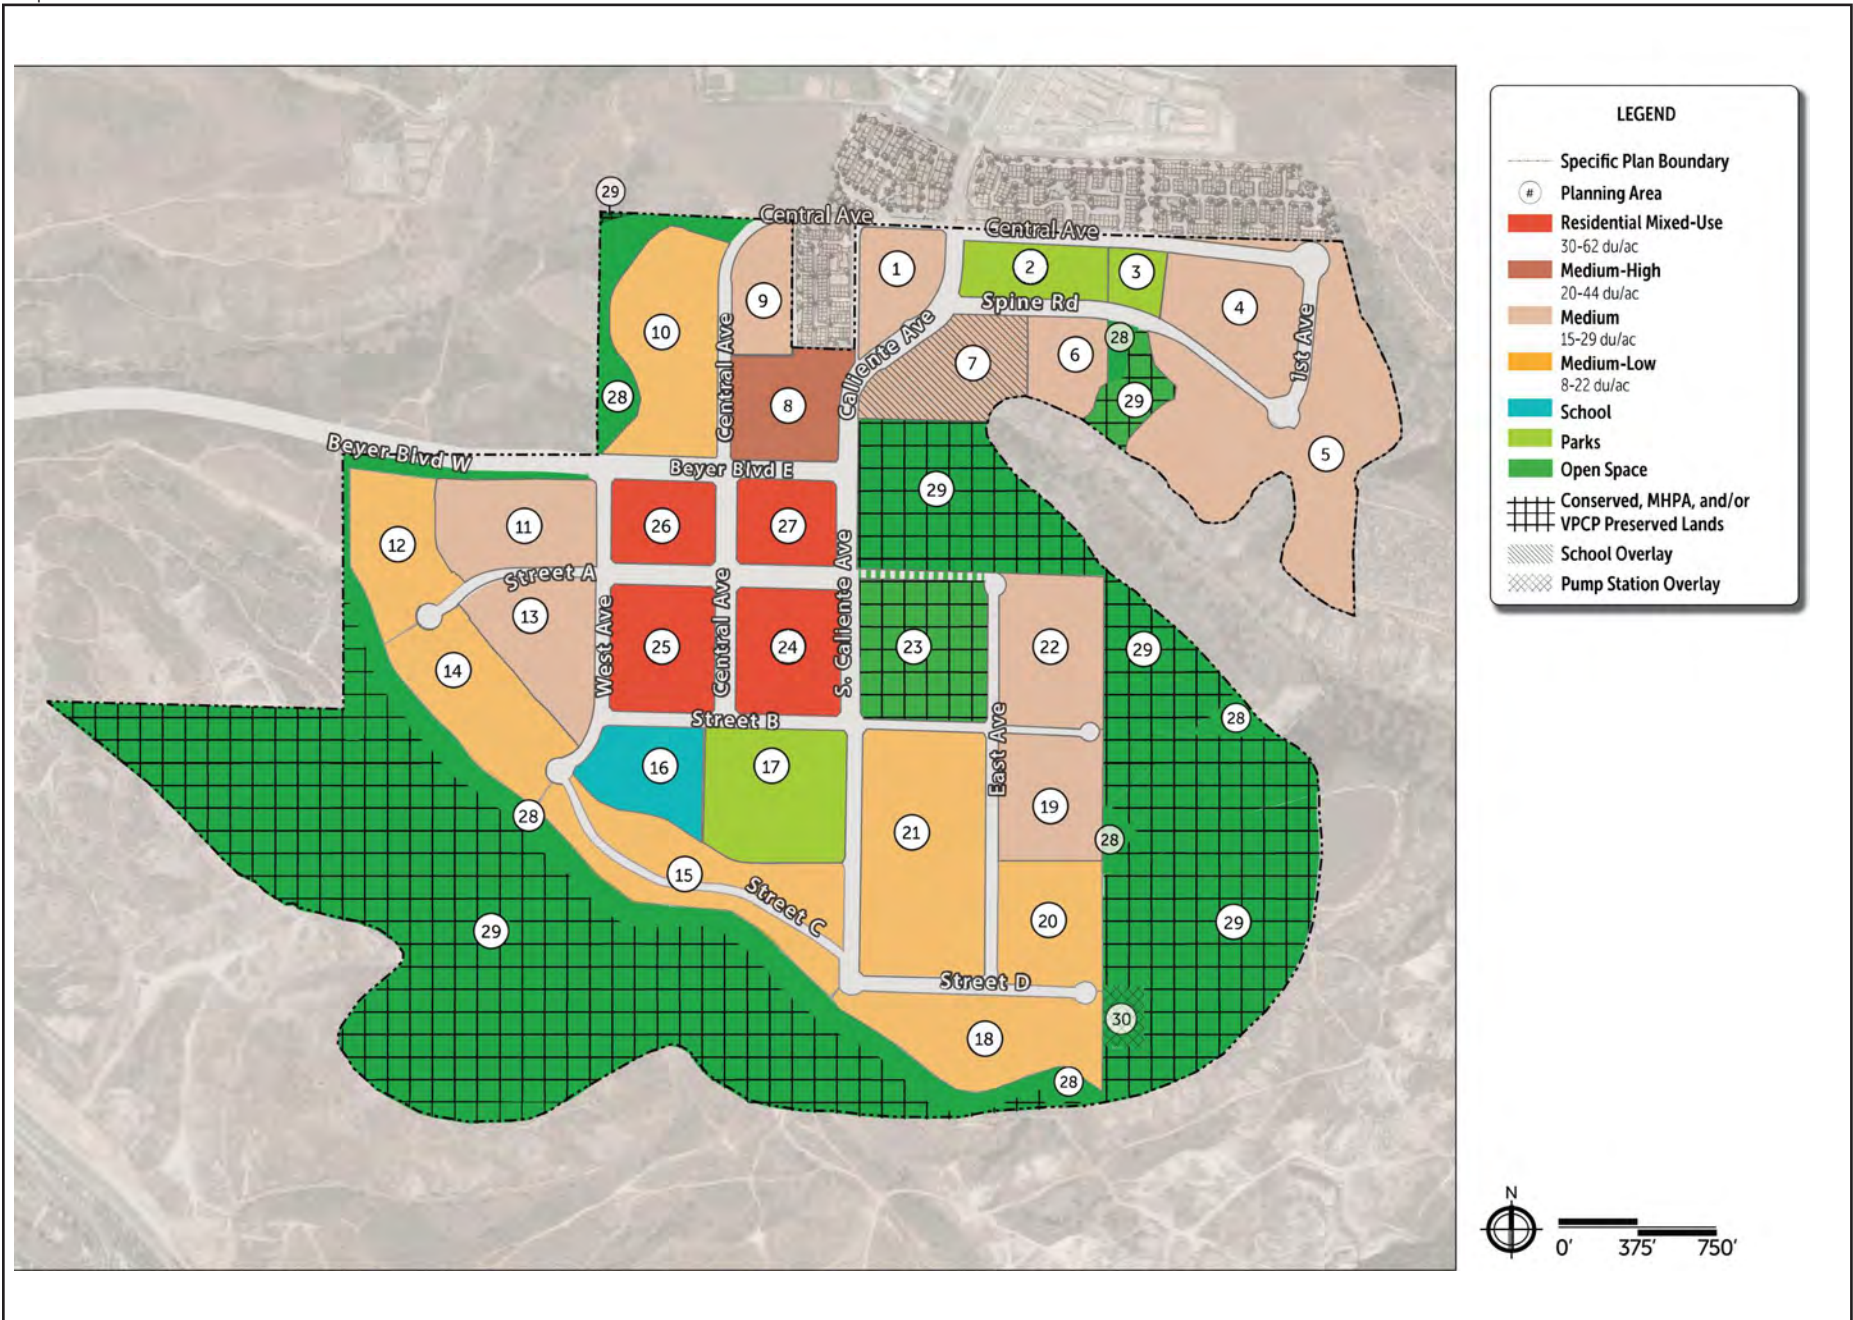 29
Central Ave
Central Ave
1
2
3
4
Spine Rd
9
10
Central Ave
Caliente Ave
7
6
28
1st Ave
28
8
29
5
Beyer Blvd W
Beyer Blvd E
29
12
11
26
27
S. Caliente Ave
Street A
13
West Ave
25
Central Ave
24
23
22
29
14
Street B
East Ave
28
16
17
19
28
21
28
15
Street C
20
29
29
Street D
18
30
28
LEGEND
Specific Plan Boundary
# Planning Area
Residential Mixed-Use
30-62 du/ac
Medium-High
20-44 du/ac
Medium
15-29 du/ac
Medium-Low
8-22 du/ac
School
Parks
Open Space
Conserved, MHPA, and/or
VPCP Preserved Lands
School Overlay
Pump Station Overlay
N
0' 375' 750'